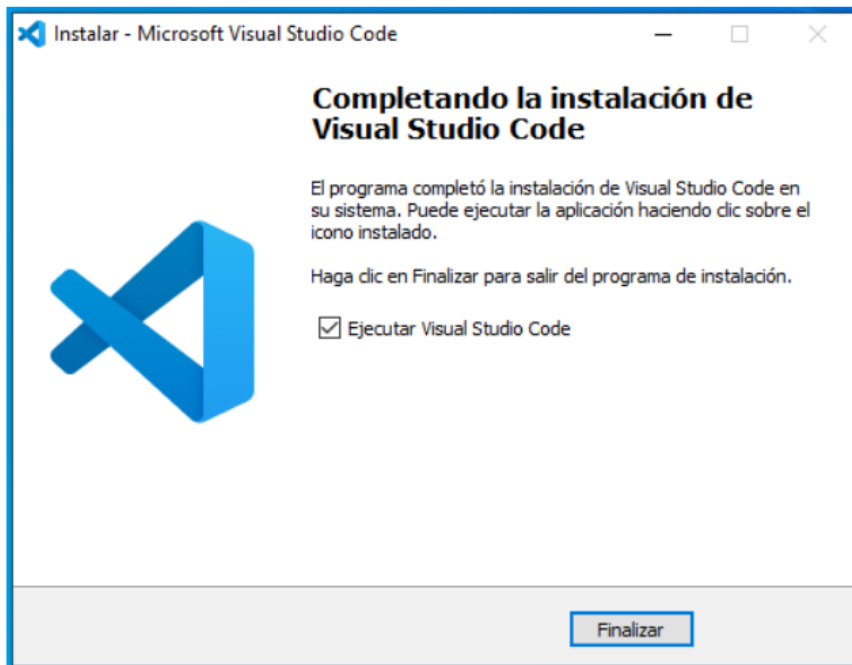 Instalar - Microsoft Visual Studio Code
Completando la instalación de
Visual Studio Code
El programa completó la instalación de Visual Studio Code en
su sistema. Puede ejecutar la aplicación haciendo clic sobre el
icono instalado.
Haga clic en Finalizar para salir del programa de instalación.
Ejecutar Visual Studio Code
Finalizar